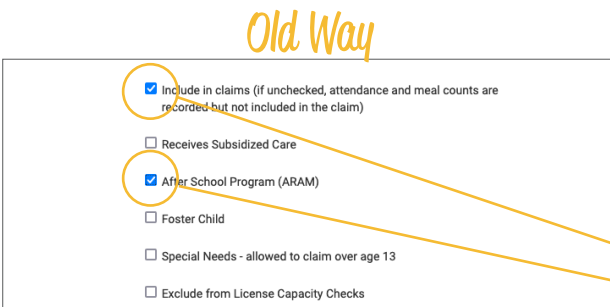 Old Way
Include in claims (if unchecked, attendance and meal counts are
recorded but not included in the claim)
Receives Subsidized Care
After School Program (ARAM)
Foster Child
Special Needs - allowed to claim over age 13
Exclude from License Capacity Checks